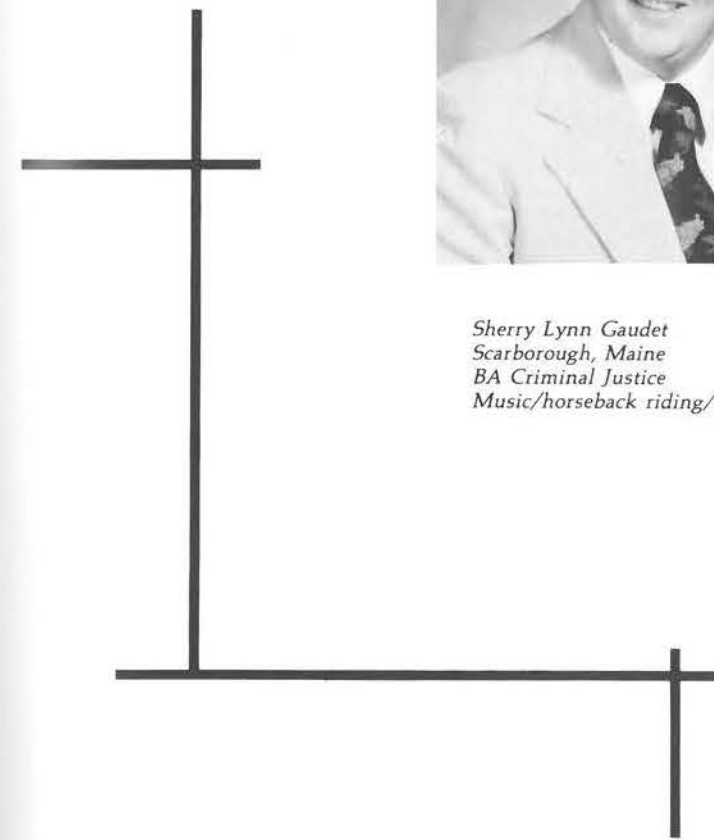 Sherry Lynn Gaudet
Scarborough, Maine
BA Criminal Justice
Music/horseback riding/